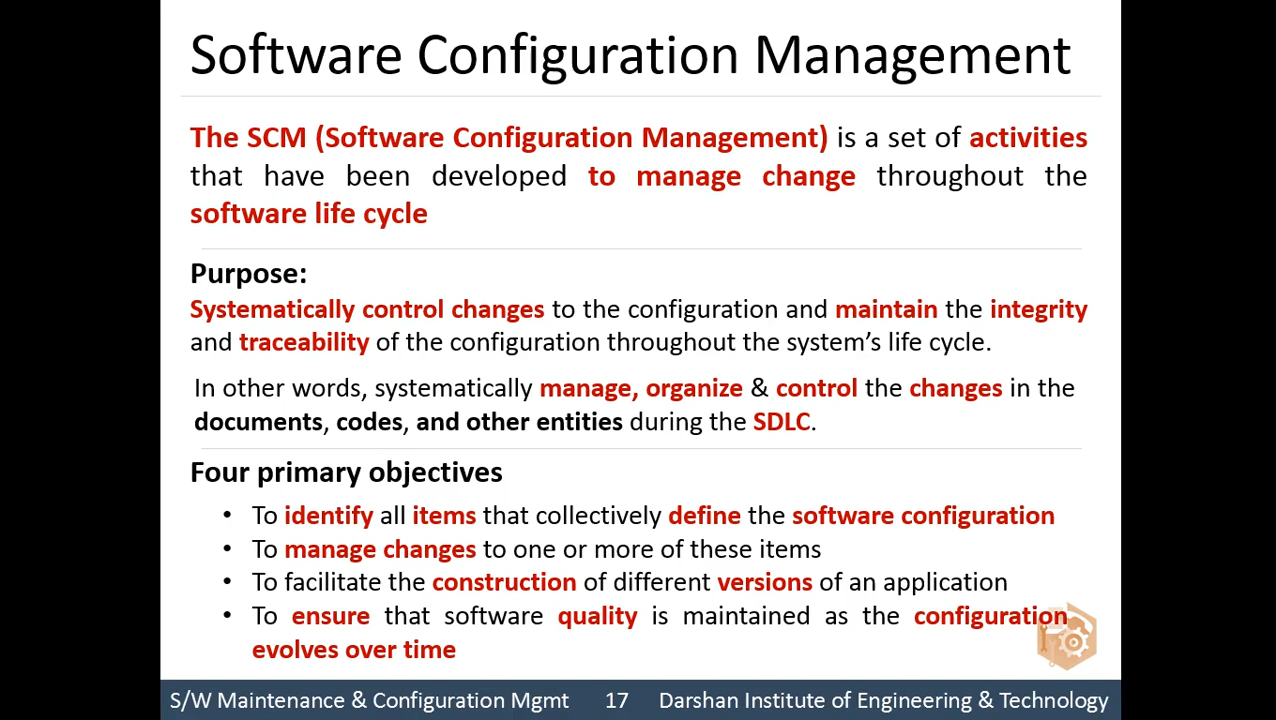 Software Configuration Management
The SCM (Software Configuration Management) is a set of activities
that have been developed to manage change throughout the
software life cycle
Purpose:
Systematically control changes to the configuration and maintain the integrity
and traceability of the configuration throughout the system’s life cycle.
In other words, systematically manage, organize & control the changes in the
documents, codes, and other entities during the SDLC.
Four primary objectives
• To identify all items that collectively define the software configuration
• To manage changes to one or more of these items
• To facilitate the construction of different versions of an application
• To ensure that software quality is maintained as the configuration
evolves over time
S/W Maintenance & Configuration Mgmt 17 Darshan Institute of Engineering & Technology